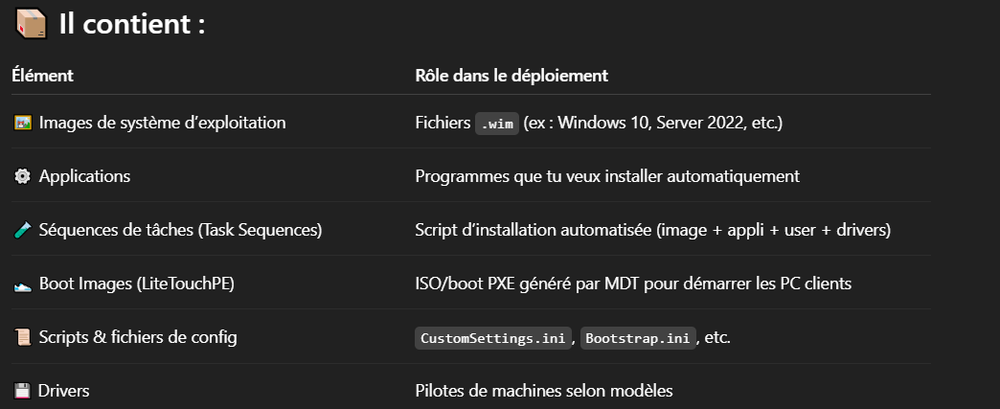 📦 Il contient :
Élément Rôle dans le déploiement
🖼️ Images de système d’exploitation Fichiers .wim (ex : Windows 10, Server 2022, etc.)
⚙️ Applications Programmes que tu veux installer automatiquement
🧪 Séquences de tâches (Task Sequences) Script d’installation automatisée (image + appli + user + drivers)
👟 Boot Images (LiteTouchPE) ISO/boot PXE généré par MDT pour démarrer les PC clients
📜 Scripts & fichiers de config CustomSettings.ini, Bootstrap.ini, etc.
💾 Drivers Pilotes de machines selon modèles